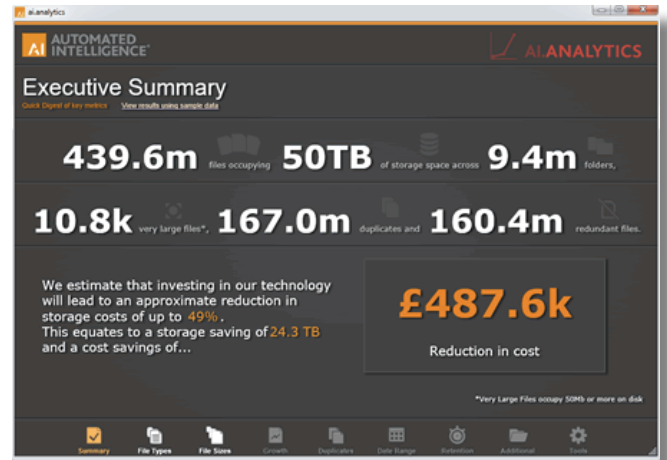 ai.analytics
AI AUTOMATED INTELLIGENCE
AI.ANALYTICS
Executive Summary
Quick Digest of key metrics View results using sample data
439.6m files occupying 50TB of storage space across 9.4m folders,
10.8k very large files*, 167.0m duplicates and 160.4m redundant files.
We estimate that investing in our technology
will lead to an approximate reduction in
storage costs of up to 49%.
This equates to a storage saving of 24.3 TB
and a cost savings of...
£487.6k
Reduction in cost
*Very Large Files occupy 50Mb or more on disk
Summary File Types File Sizes Growth Duplicates Date Range Retention Additional Tools